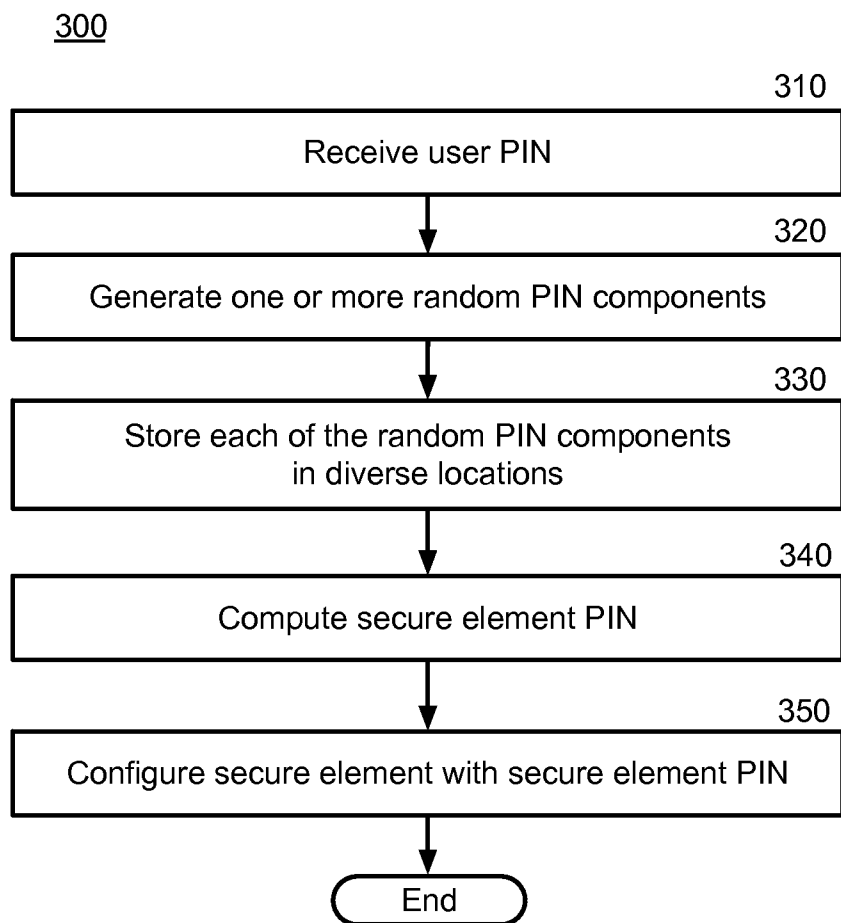 300
310
Receive user PIN
320
Generate one or more random PIN components
330
Store each of the random PIN components
in diverse locations
340
Compute secure element PIN
350
Configure secure element with secure element PIN
End